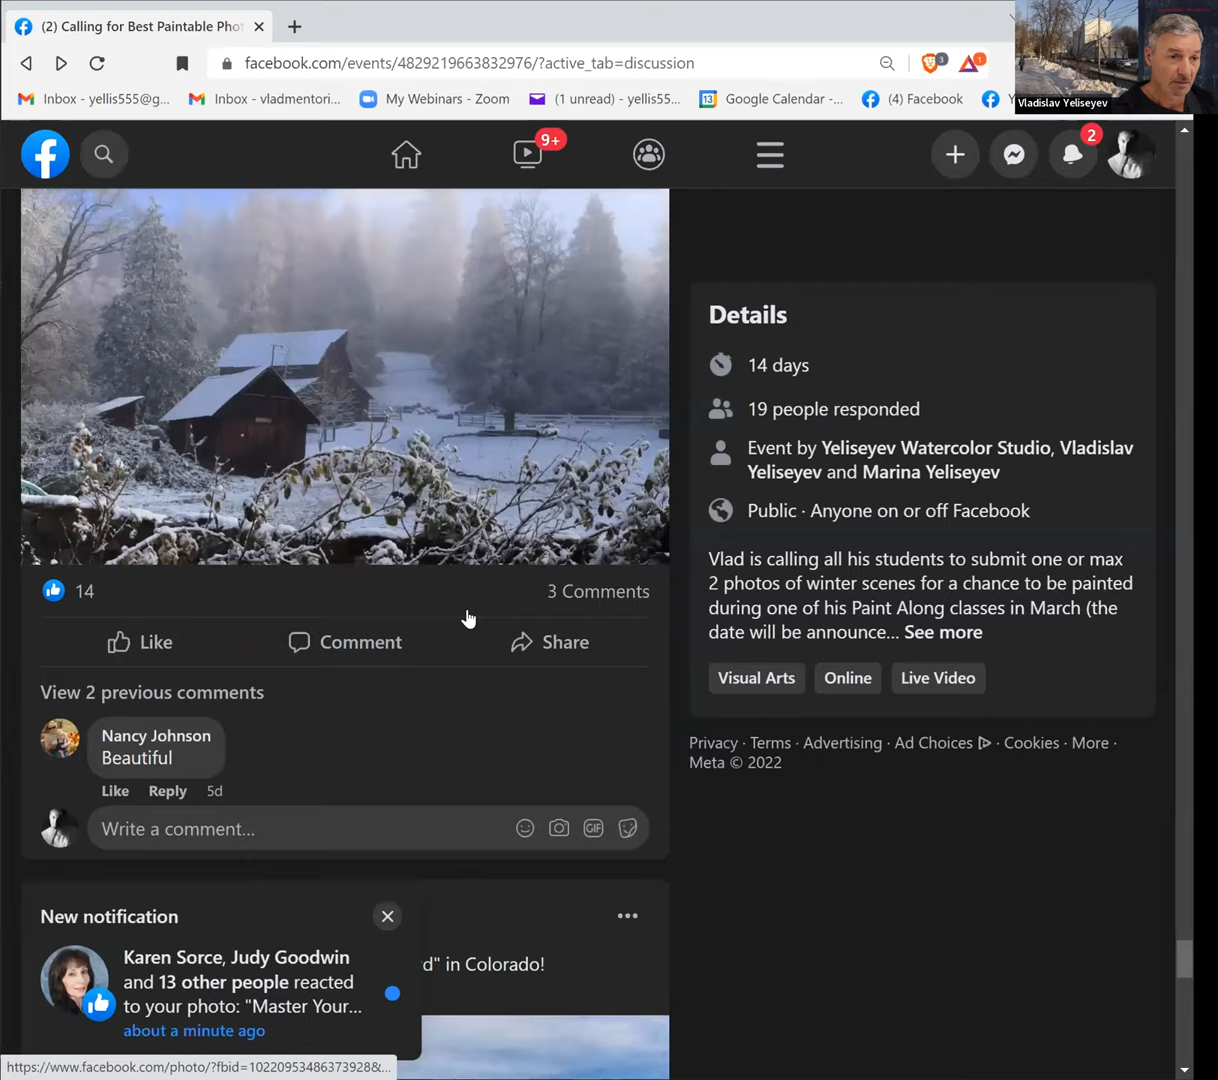 (2) Calling for Best Paintable Pho
facebook.com/events/4829219663832976/?active_tab=discussion
3
1
Vladislav Yeliseyev
Inbox - yellis555@g...
Inbox - vladmentori...
My Webinars - Zoom
(1 unread) - yellis55...
13
Google Calendar -...
(4) Facebook
9+
2
Details
14 days
19 people responded
Event by Yeliseyev Watercolor Studio, Vladislav
Yeliseyev and Marina Yeliseyev
Public · Anyone on or off Facebook
Vlad is calling all his students to submit one or max
2 photos of winter scenes for a chance to be painted
during one of his Paint Along classes in March (the
date will be announce... See more
Visual Arts
Online
Live Video
Privacy · Terms · Advertising · Ad Choices · Cookies · More ·
Meta © 2022
14
3 Comments
Like
Comment
Share
View 2 previous comments
Nancy Johnson
Beautiful
Like Reply 5d
Write a comment...
GIF
New notification
Karen Sorce, Judy Goodwin
and 13 other people reacted
to your photo: "Master Your...
about a minute ago
d" in Colorado!
https://www.facebook.com/photo/?fbid=10220953486373928&...